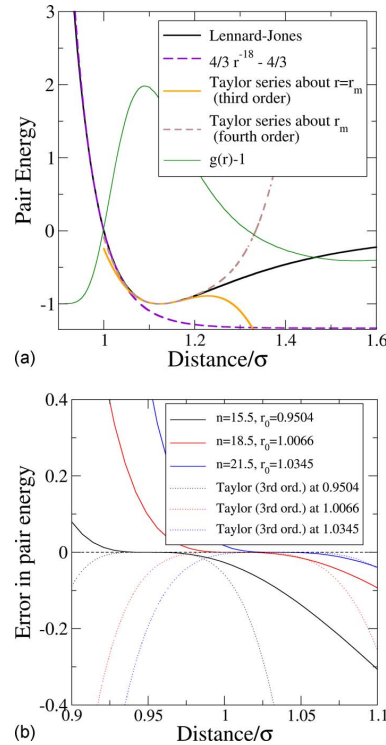 3
2
1
0
-1
Pair Energy
Lennard-Jones
4/3 r^-18 - 4/3
Taylor series about r=r_m
(third order)
Taylor series about r_m
(fourth order)
g(r)-1
1
1.2
1.4
1.6
(a)
Distance/σ
0.4
0.2
0
-0.2
-0.4
Error in pair energy
n=15.5, r_0=0.9504
n=18.5, r_0=1.0066
n=21.5, r_0=1.0345
Taylor (3rd ord.) at 0.9504
Taylor (3rd ord.) at 1.0066
Taylor (3rd ord.) at 1.0345
0.9
0.95
1
1.05
1.1
(b)
Distance/σ